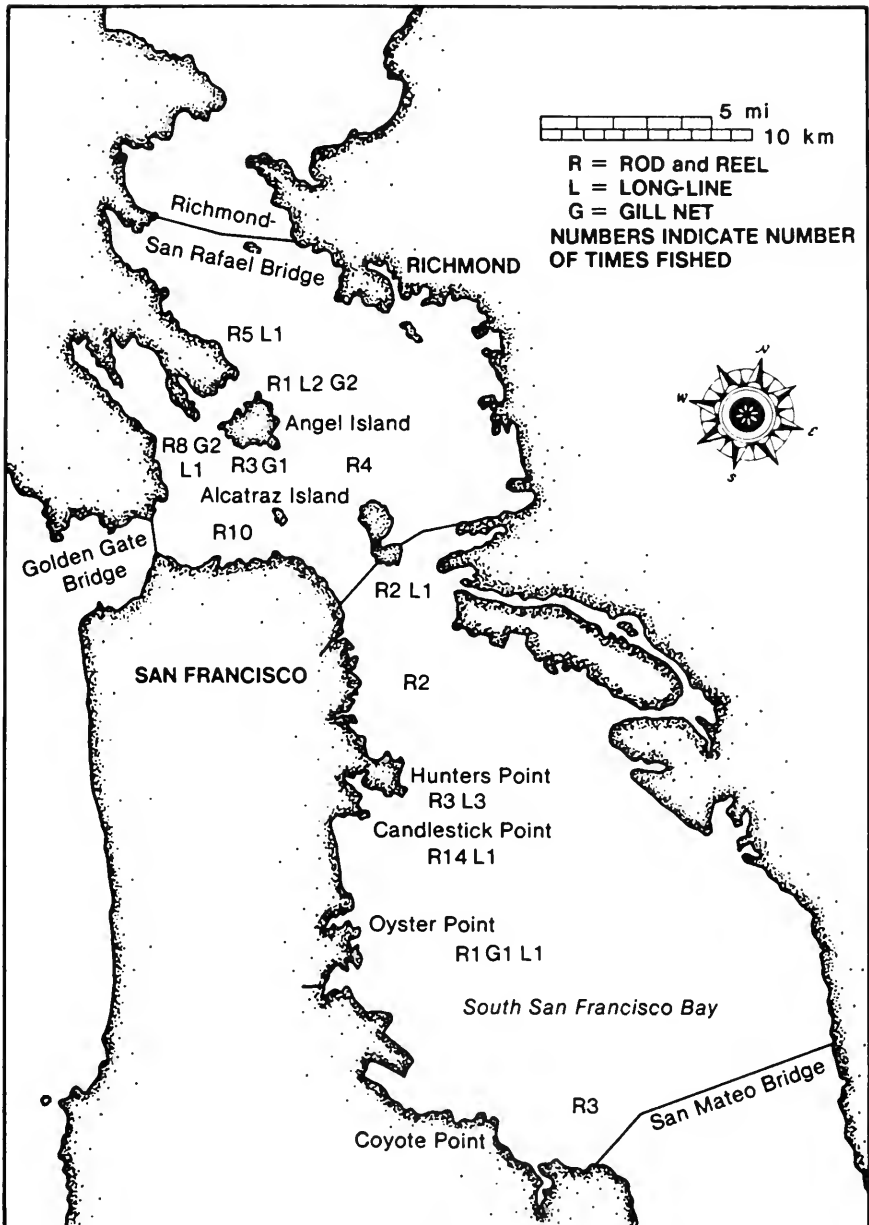 5 mi
10 km
R = ROD and REEL
L = LONG-LINE
G = GILL NET
NUMBERS INDICATE NUMBER
OF TIMES FISHED
Richmond-
San Rafael Bridge
RICHMOND
R5 L1
N
W
E
S
R1 L2 G2
Angel Island
R8 G2
L1
R3 G1
R4
Alcatraz Island
R10
Golden Gate
Bridge
R2 L1
SAN FRANCISCO
R2
Hunters Point
R3 L3
Candlestick Point
R14 L1
Oyster Point
R1 G1 L1
South San Francisco Bay
R3
San Mateo Bridge
Coyote Point